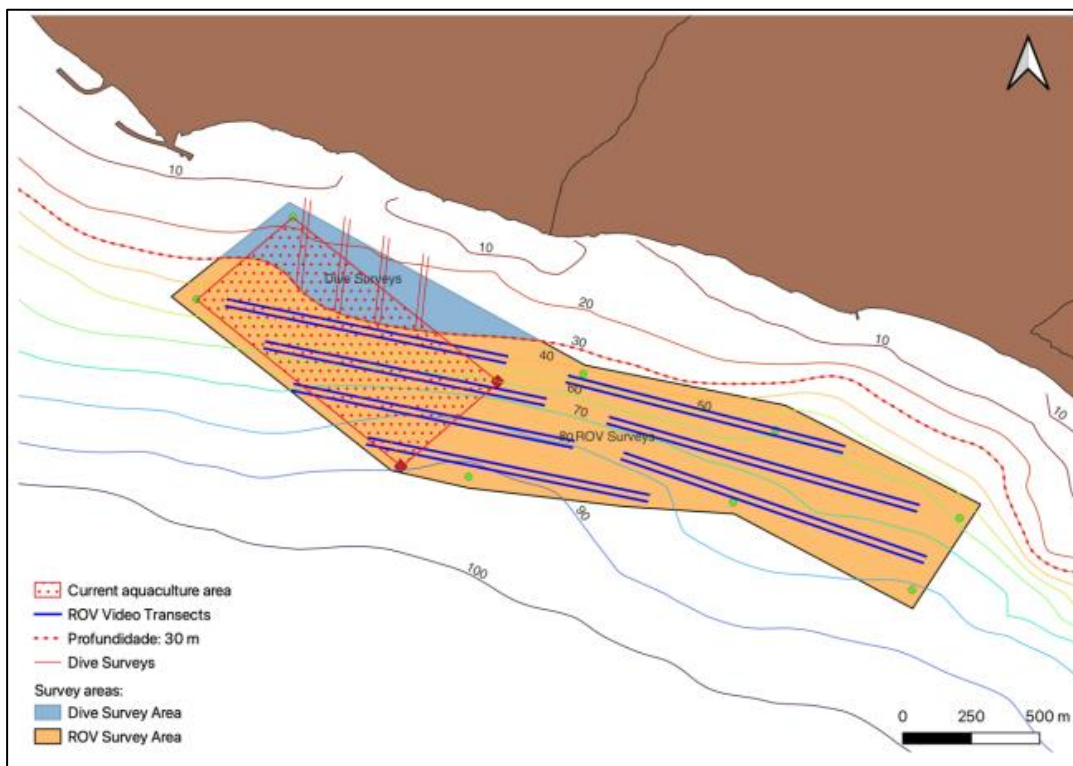 10
10
Dive Surveys
20
10
30
40
60
50
70
10
80 ROV Surveys
90
100
Current aquaculture area
ROV Video Transects
Profundidade: 30 m
Dive Surveys
Survey areas:
Dive Survey Area
ROV Survey Area
0 250 500 m